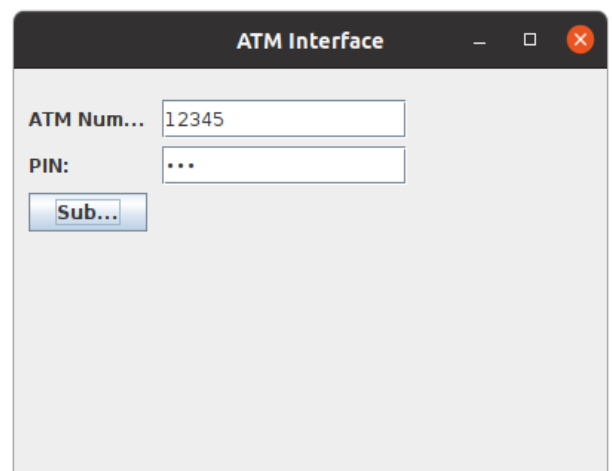 ATM Interface
ATM Num... 12345
PIN: •••
Sub...